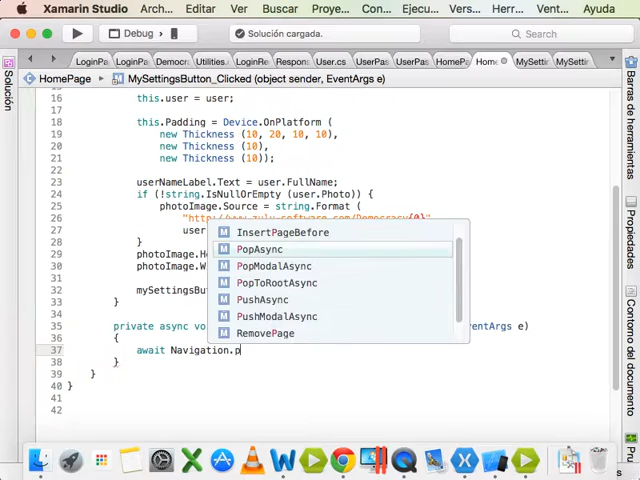 Xamarin Studio Archivo Editar Ver Buscar Proye... Con... Ejecu... Vers... Herr... Vent... Ayuda
Debug
Solución cargada.
Search
LoginPa LoginPa Democr Utilities. LoginRe Respons User.cs UserPas UserPas HomePa Home MySettin MySettin
HomePage MySettingsButton_Clicked (object sender, EventArgs e)
16 this.user = user;
17
18 this.Padding = Device.OnPlatform (
19 new Thickness (10, 20, 10, 10),
20 new Thickness (10),
21 new Thickness (10));
22
23 userNameLabel.Text = user.FullName;
24 if (!string.IsNullOrEmpty (user.Photo)) {
25 photoImage.Source = string.Format (
26
27 user
28 }
29 photoImage.He
30 photoImage.W
31
32 mySettingsBut
33 }
34
35 private async vo ventArgs e)
36 {
37 await Navigation.p
38 }
39 }
40 }
41
42
InsertPageBefore
PopAsync
PopModalAsync
PopToRootAsync
PushAsync
PushModalAsync
RemovePage
Solución
Barras de herramientas
Propiedades
Contorno del documento